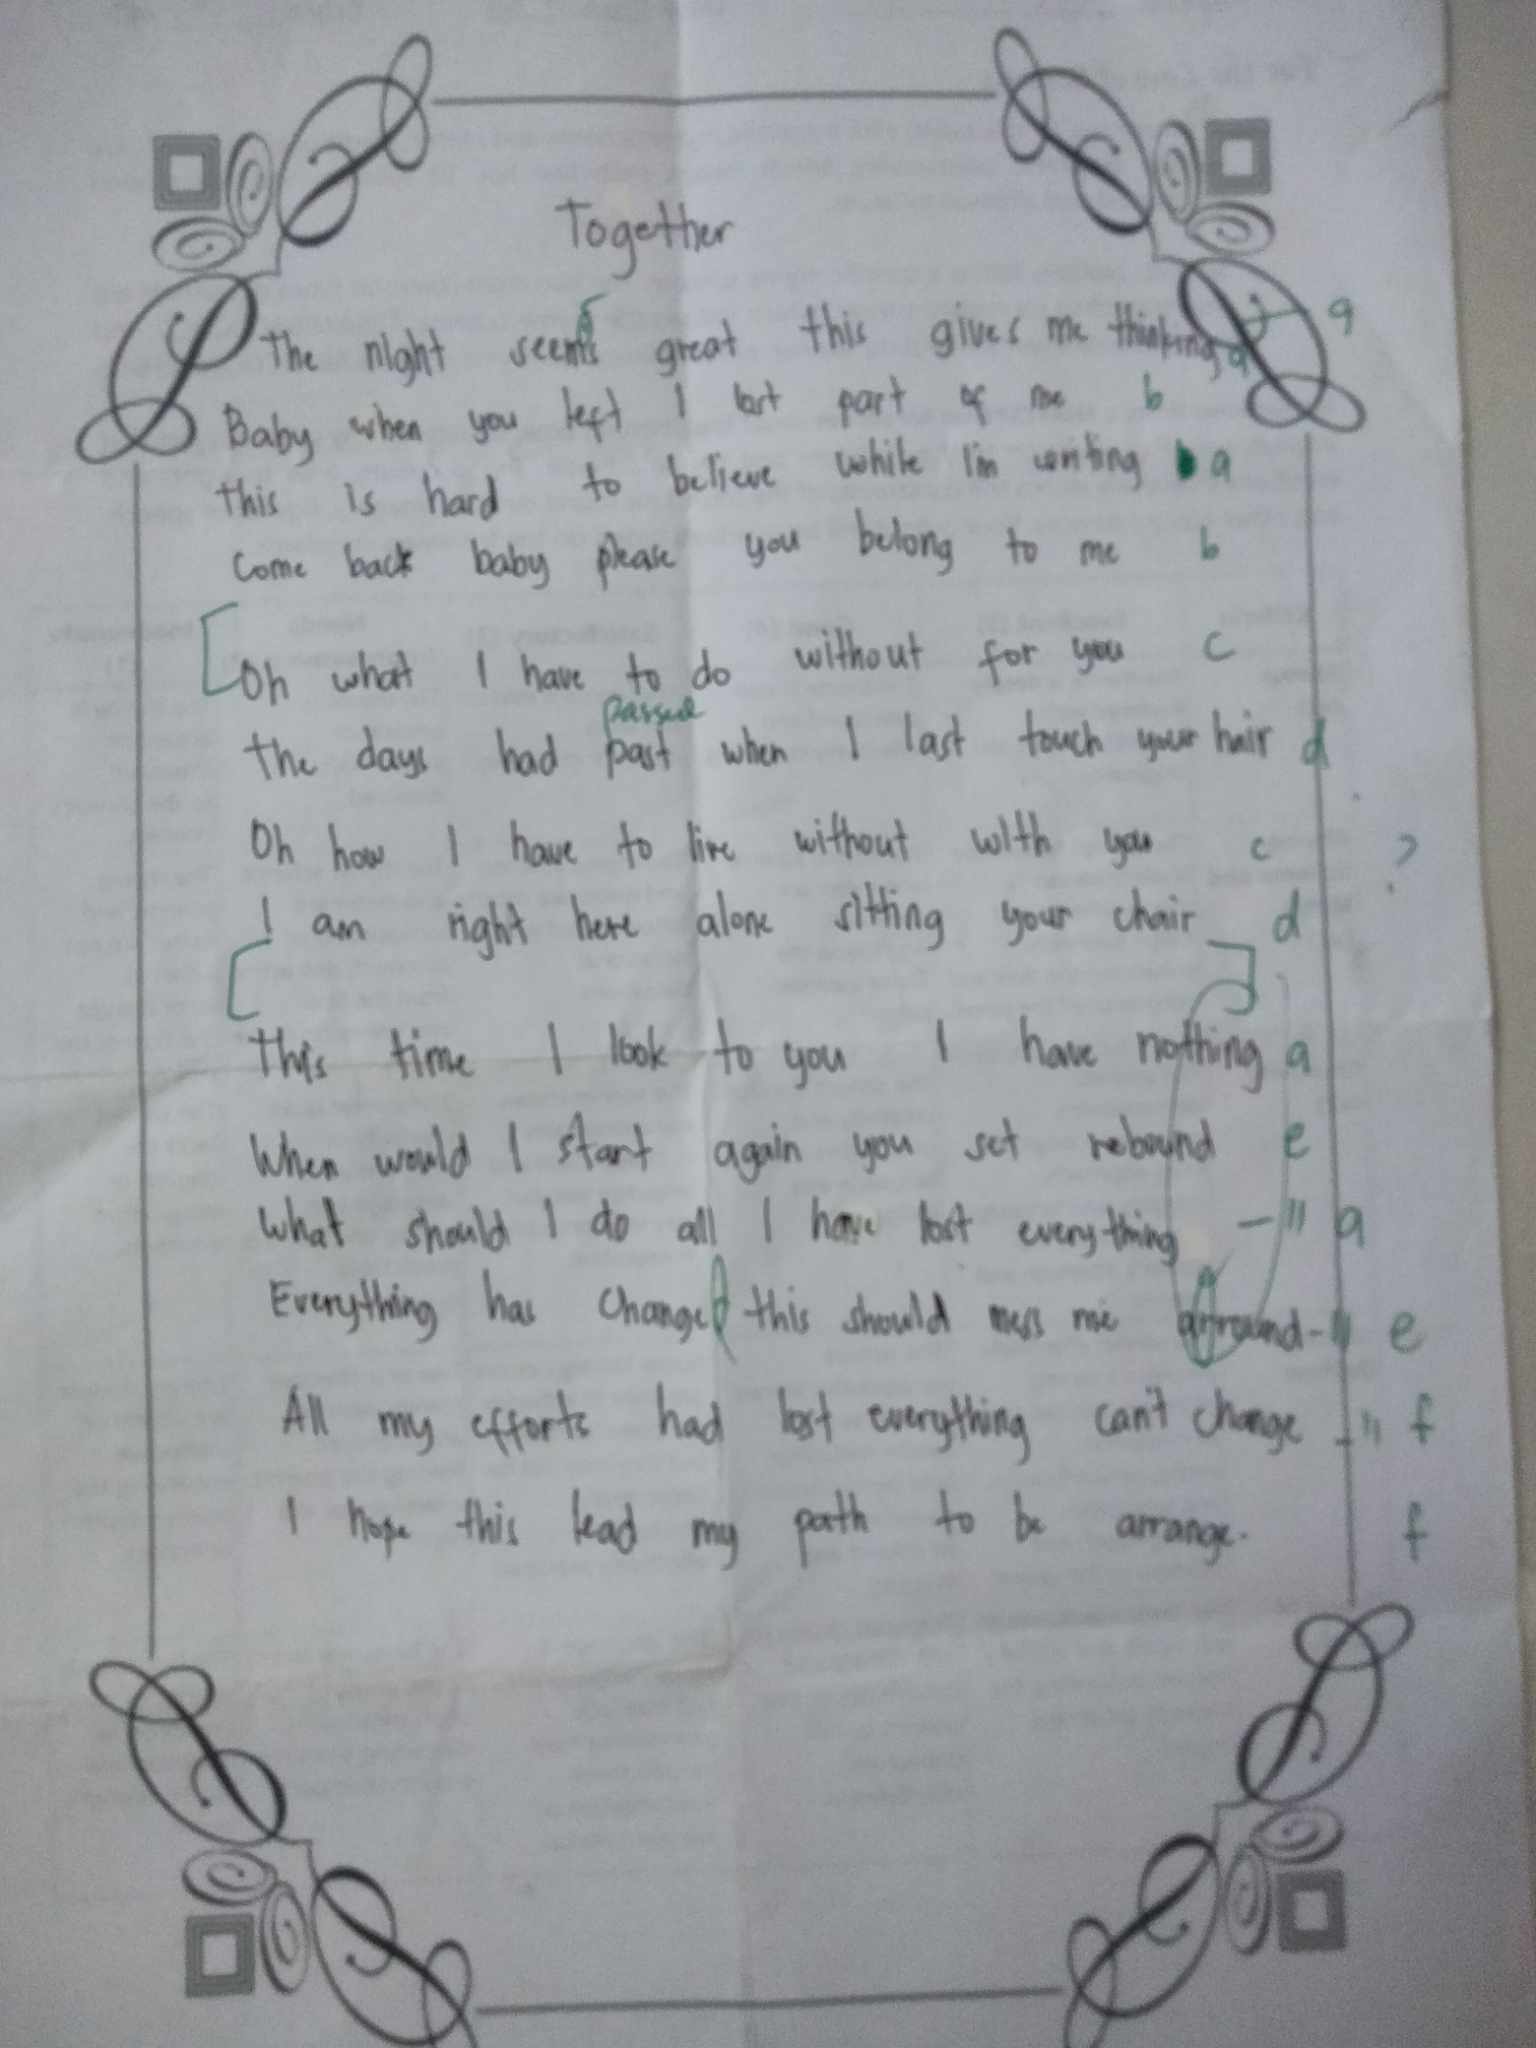 Together
The night seems great this gives me thinking a a
Baby when you left I lost part of me b
this is hard to believe while I'm writing a
Come back baby please you belong to me b
Oh what I have to do without for you c
passed
The days had past when I last touch your hair d
Oh how I have to live without with you c ?
I am right here alone sitting your chair d
This time I look to you I have nothing a
When would I start again you set rebound e
What should I do all I have lost everything - " a
Everything has changed this should mess me arround - " e
All my efforts had lost everything can't change - " f
I hope this lead my path to be arrange. f